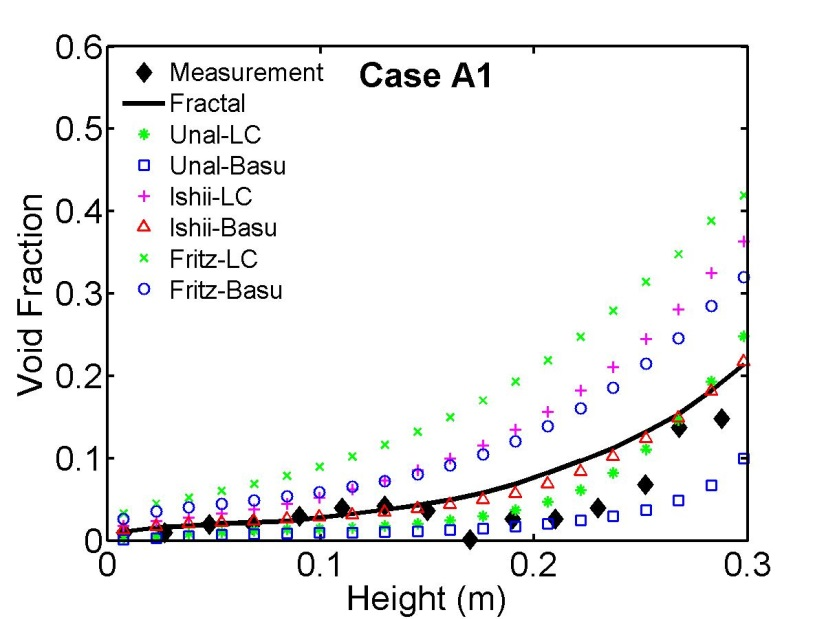 Case A1
Measurement
Fractal
Unal-LC
Unal-Basu
Ishii-LC
Ishii-Basu
Fritz-LC
Fritz-Basu
Void Fraction
0.6
0.5
0.4
0.3
0.2
0.1
0
0
0.1
0.2
0.3
Height (m)